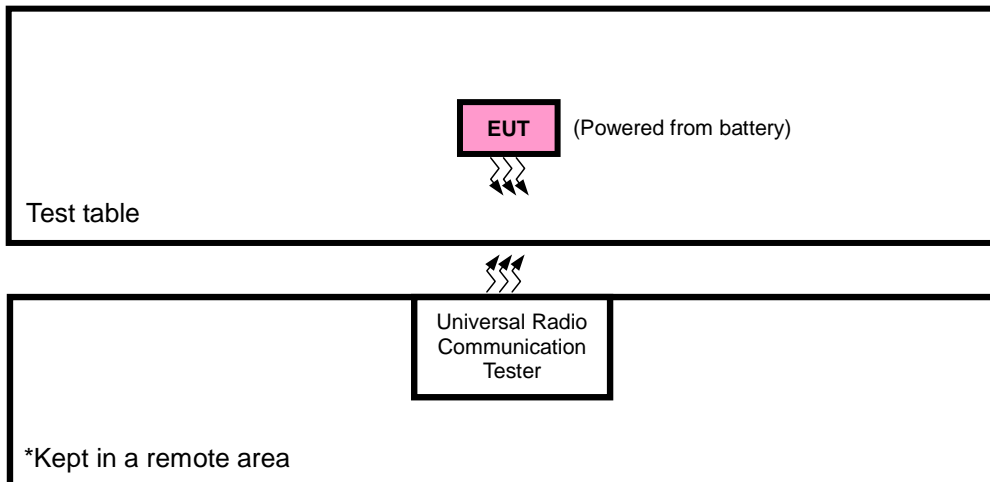 EUT
(Powered from battery)
Test table
Universal Radio
Communication
Tester
*Kept in a remote area